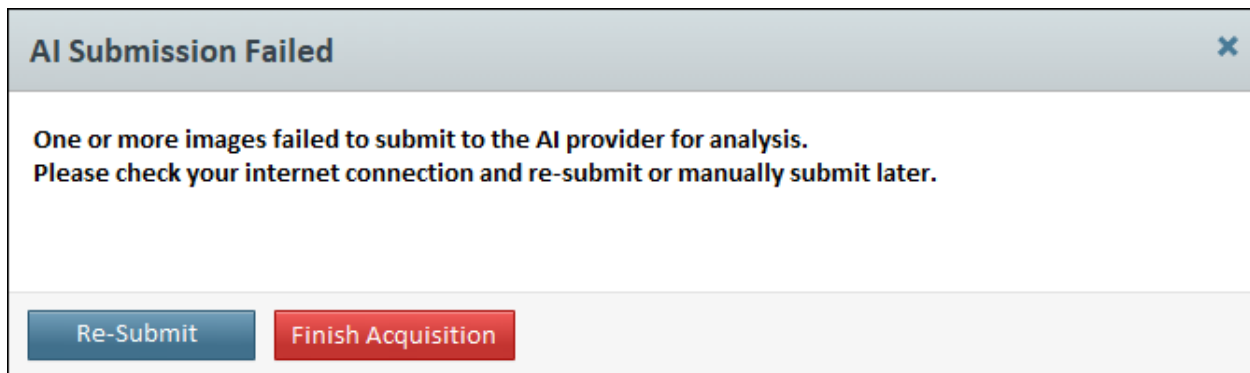 AI Submission Failed
One or more images failed to submit to the AI provider for analysis.
Please check your internet connection and re-submit or manually submit later.
Re-Submit
Finish Acquisition